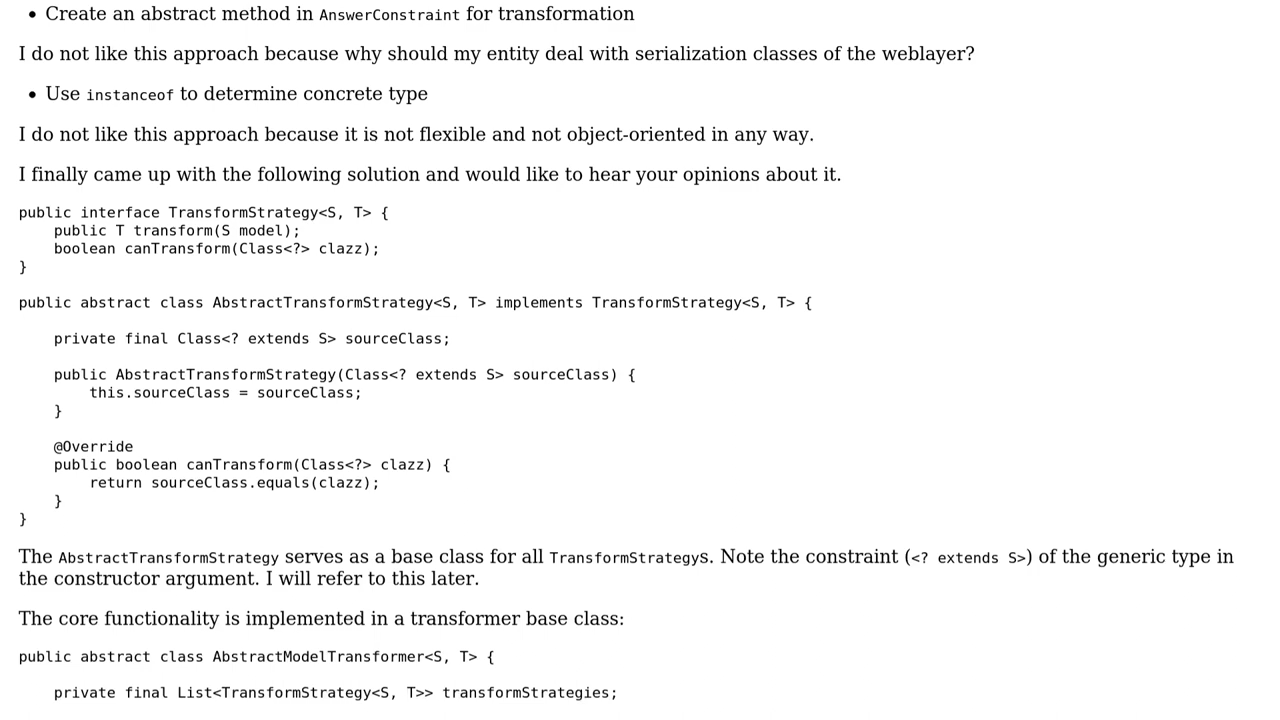 • Create an abstract method in AnswerConstraint for transformation
I do not like this approach because why should my entity deal with serialization classes of the weblayer?
• Use instanceof to determine concrete type
I do not like this approach because it is not flexible and not object-oriented in any way.
I finally came up with the following solution and would like to hear your opinions about it.
public interface TransformStrategy<S, T> {
    public T transform(S model);
    boolean canTransform(Class<?> clazz);
}
public abstract class AbstractTransformStrategy<S, T> implements TransformStrategy<S, T> {
    private final Class<? extends S> sourceClass;
    public AbstractTransformStrategy(Class<? extends S> sourceClass) {
        this.sourceClass = sourceClass;
    }
    @Override
    public boolean canTransform(Class<?> clazz) {
        return sourceClass.equals(clazz);
    }
}
The AbstractTransformStrategy serves as a base class for all TransformStrategys. Note the constraint (<? extends S>) of the generic type in
the constructor argument. I will refer to this later.
The core functionality is implemented in a transformer base class:
public abstract class AbstractModelTransformer<S, T> {
    private final List<TransformStrategy<S, T>> transformStrategies;